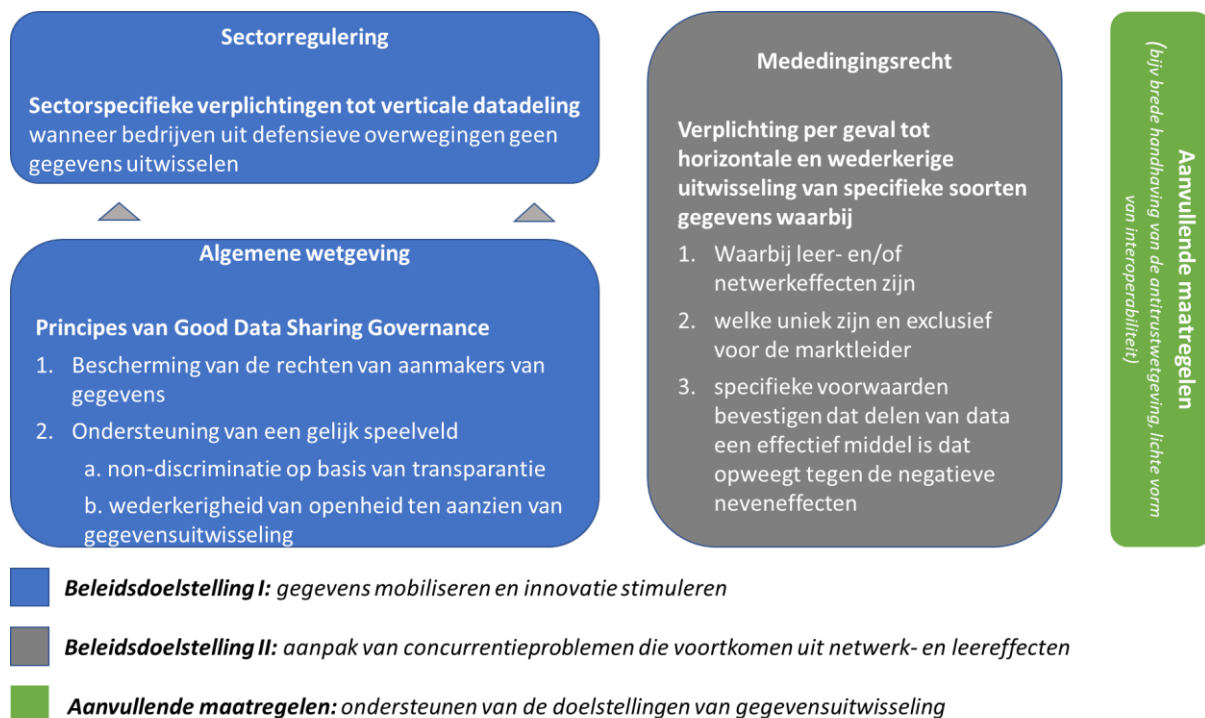 Sectorregulering
Sectorspecifieke verplichtingen tot verticale datadeling
wanneer bedrijven uit defensieve overwegingen geen
gegevens uitwisselen
Algemene wetgeving
Principes van Good Data Sharing Governance
1. Bescherming van de rechten van aanmakers van
gegevens
2. Ondersteuning van een gelijk speelveld
a. non-discriminatie op basis van transparantie
b. wederkerigheid van openheid ten aanzien van
gegevensuitwisseling
Mededingingsrecht
Verplichting per geval tot
horizontale en wederkerige
uitwisseling van specifieke soorten
gegevens waarbij
1. Waarbij leer- en/of
netwerkeffecten zijn
2. welke uniek zijn en exclusief
voor de marktleider
3. specifieke voorwaarden
bevestigen dat delen van data
een effectief middel is dat
opweegt tegen de negatieve
neveneffecten
Aanvullende maatregelen
(bijv brede handhaving van de antitrustwetgeving, lichte vorm
van interoperabiliteit)
Beleidsdoelstelling I: gegevens mobiliseren en innovatie stimuleren
Beleidsdoelstelling II: aanpak van concurrentieproblemen die voortkomen uit netwerk- en leereffecten
Aanvullende maatregelen: ondersteunen van de doelstellingen van gegevensuitwisseling